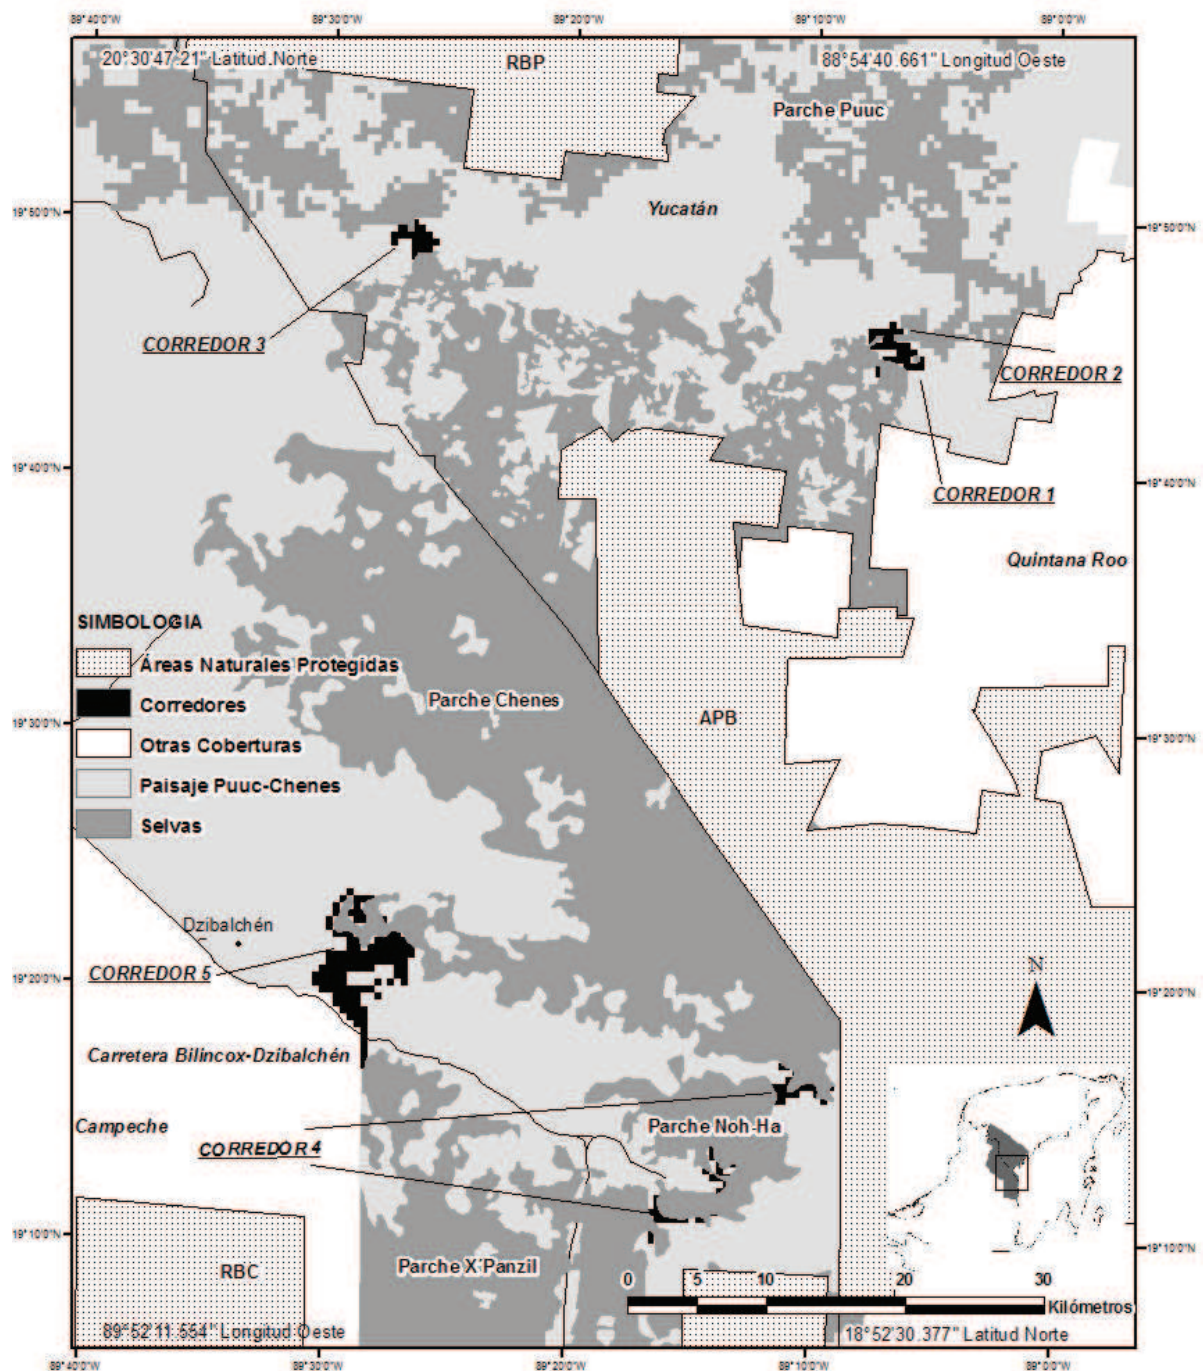 89°40'0"W 89°30'0"W 89°20'0"W 89°10'0"W 89°0'0"W
20°30'47.21" Latitud Norte
RBP
88°54'40.661" Longitud Oeste
Parche Puuc
Yucatán
19°50'0"N
19°50'0"N
CORREDOR 3
CORREDOR 2
19°40'0"N
19°40'0"N
CORREDOR 1
Quintana Roo
SIMBOLOGIA
Áreas Naturales Protegidas
Corredores
Otras Coberturas
Paisaje Puuc-Chenes
Selvas
Parche Chenes
APB
19°30'0"N
19°30'0"N
Dzibalchén
CORREDOR 5
19°20'0"N
19°20'0"N
N
Carretera Bilincox-Dzibalchén
Campeche
Parche Noh-Ha
CORREDOR 4
19°10'0"N
19°10'0"N
RBC
Parche X'Panzil
0 5 10 20 30
Kilómetros
89°52'11.554" Longitud Oeste
18°52'30.377" Latitud Norte
89°40'0"W 89°30'0"W 89°20'0"W 89°10'0"W 89°0'0"W